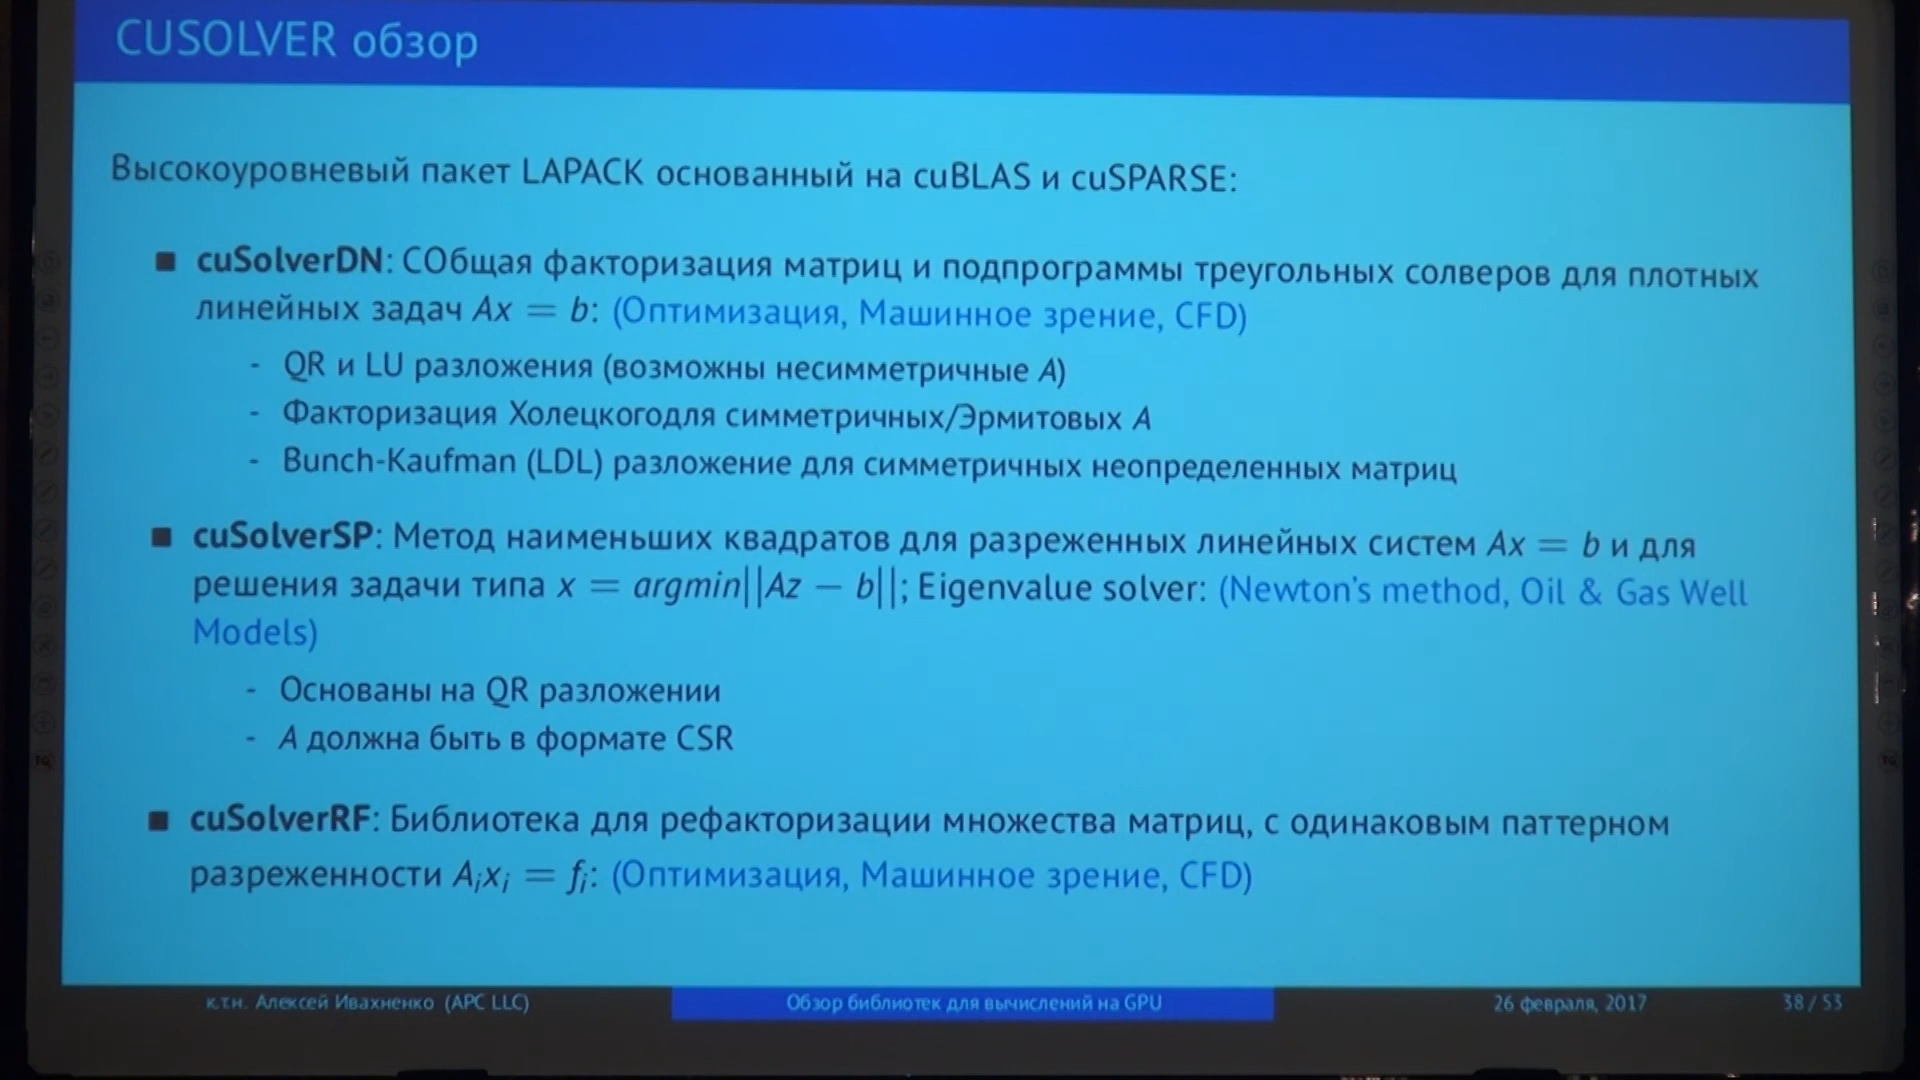 CUSOLVER обзор
Высокоуровневый пакет LAPACK основанный на cuBLAS и cuSPARSE:
■ cuSolverDN: СОбщая факторизация матриц и подпрограммы треугольных солверов для плотных
линейных задач Ax = b: (Оптимизация, Машинное зрение, CFD)
- QR и LU разложения (возможны несимметричные A)
- Факторизация Холецкогодля симметричных/Эрмитовых A
- Bunch-Kaufman (LDL) разложение для симметричных неопределенных матриц
■ cuSolverSP: Метод наименьших квадратов для разреженных линейных систем Ax = b и для
решения задачи типа x = argmin||Az − b||; Eigenvalue solver: (Newton's method, Oil & Gas Well
Models)
- Основаны на QR разложении
- A должна быть в формате CSR
■ cuSolverRF: Библиотека для рефакторизации множества матриц, с одинаковым паттерном
разреженности Aᵢxᵢ = fᵢ: (Оптимизация, Машинное зрение, CFD)
к.т.н. Алексей Ивахненко (APC LLC)
Обзор библиотек для вычислений на GPU
26 февраля, 2017
38 / 53